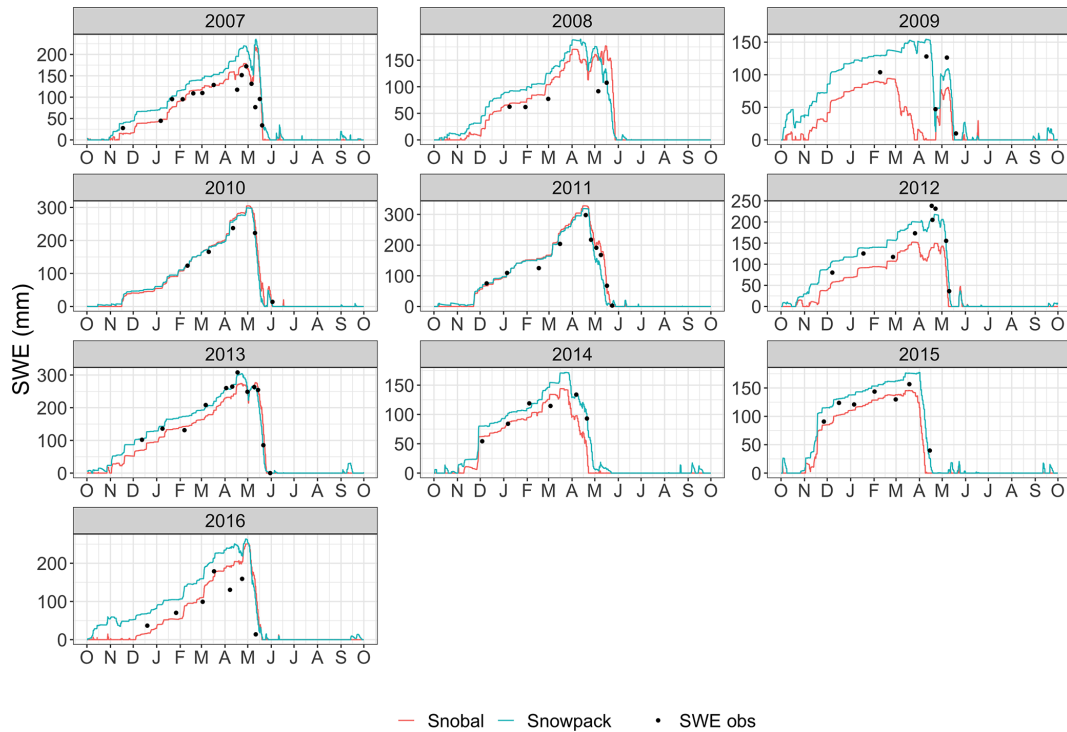 2007 2008 2009
200 150 150
150 100 100
100 50 50
50
0 0 0
O N D J F M A M J J A S O O N D J F M A M J J A S O O N D J F M A M J J A S O
2010 2011 2012
300 300 250
200 200 200
150
100 100 100
50
0 0 0
O N D J F M A M J J A S O O N D J F M A M J J A S O O N D J F M A M J J A S O
SWE (mm)
2013 2014 2015
300 150 150
200 100 100
100 50 50
0 0 0
O N D J F M A M J J A S O O N D J F M A M J J A S O O N D J F M A M J J A S O
2016
200
100
0
O N D J F M A M J J A S O
Snobal Snowpack SWE obs